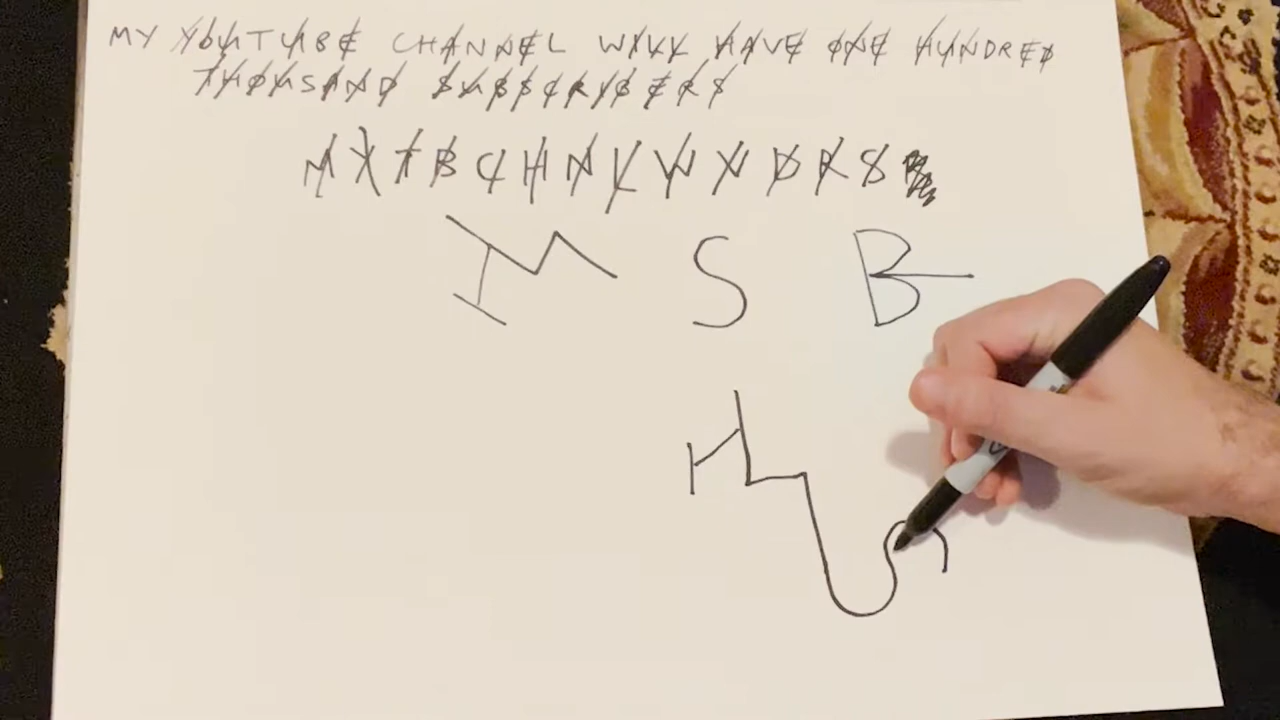 MY YOUTUBE CHANNEL WILL HAVE ONE HUNDRED
THOUSAND SUBSCRIBERS
M Y T B C H N L W V D R S
M S B